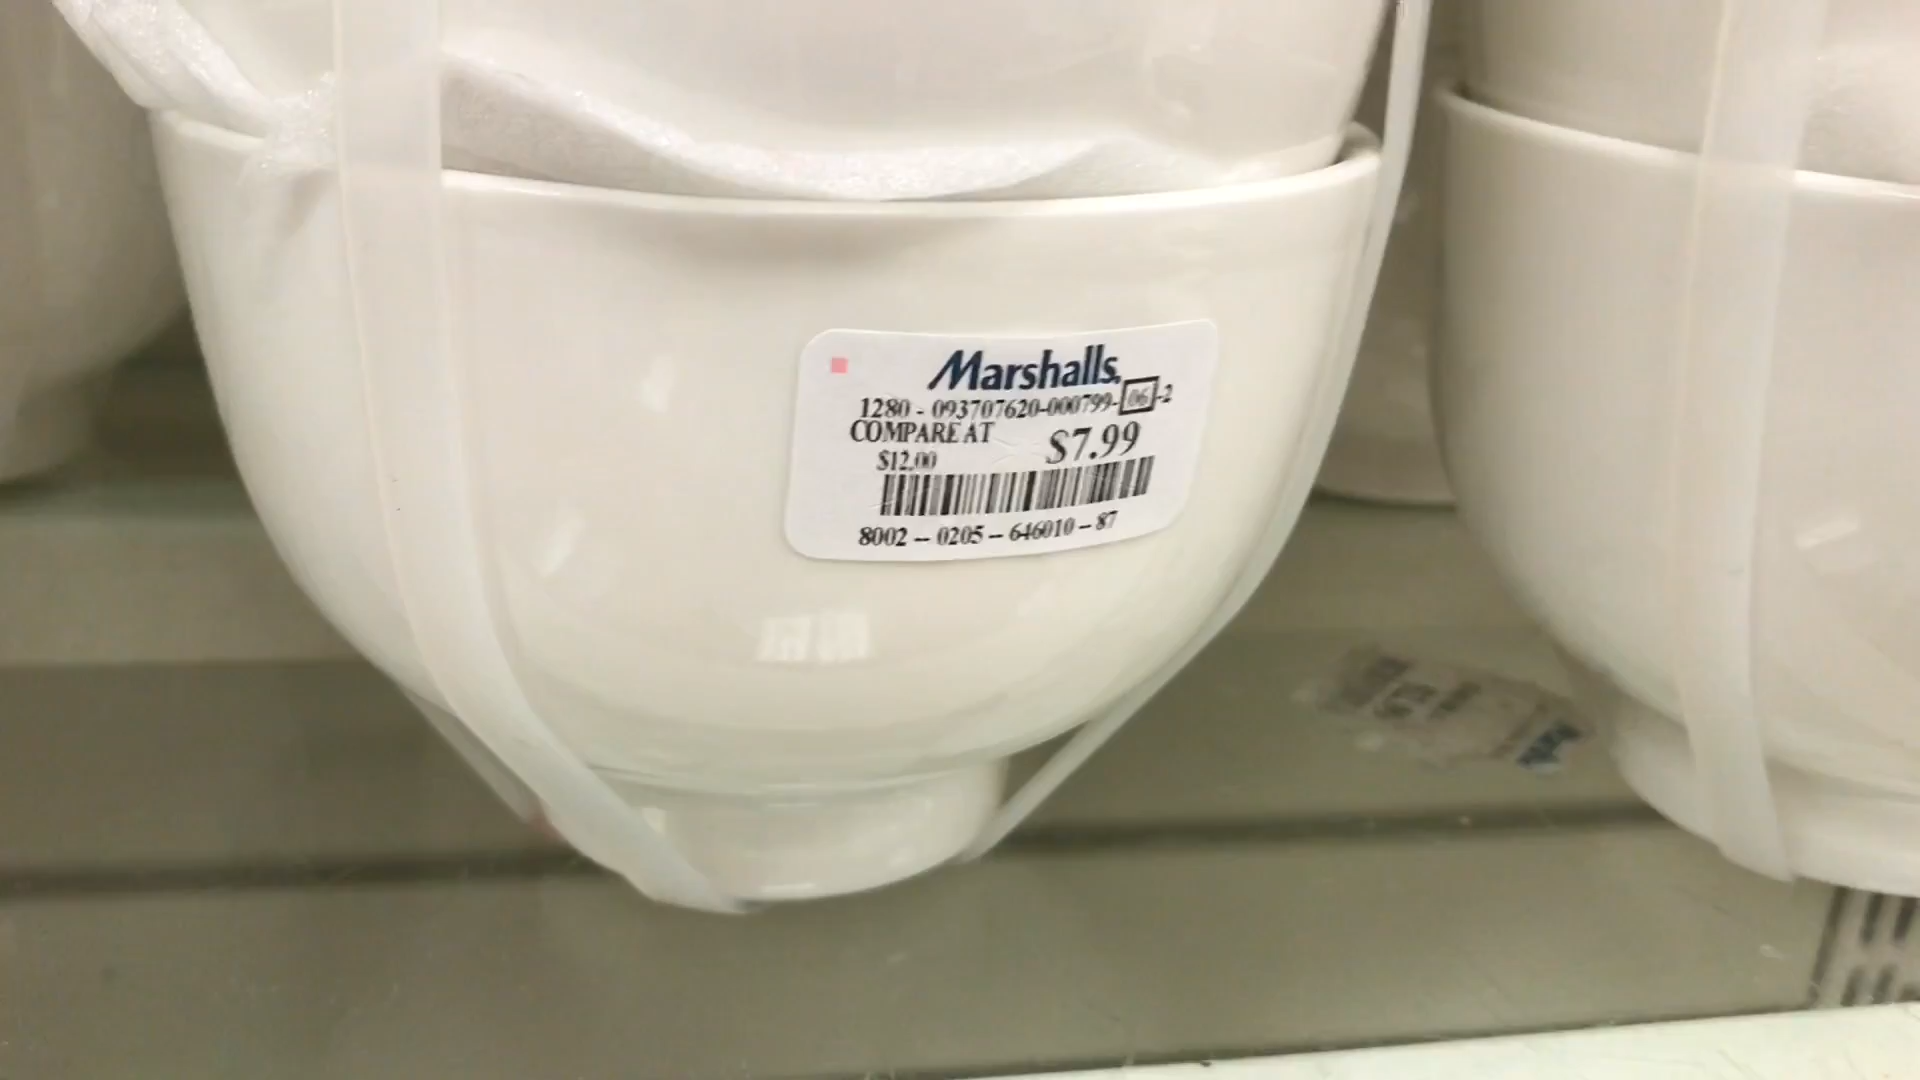 Marshalls
1280 - 093707620-000799-06-2
COMPARE AT $7.99
$12.00
8002 - 0205 - 646010 - 87